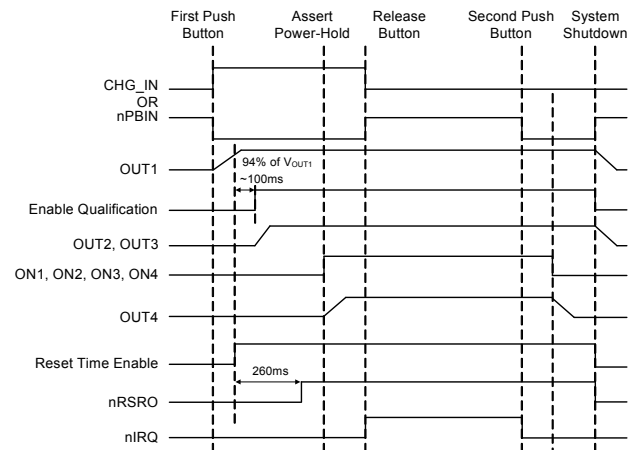 First Push
Button
Assert
Power-Hold
Release
Button
Second Push
Button
System
Shutdown
CHG_IN
OR
nPBIN
OUT1
94% of VOUT1
~100ms
Enable Qualification
OUT2, OUT3
ON1, ON2, ON3, ON4
OUT4
Reset Time Enable
260ms
nRSRO
nIRQ